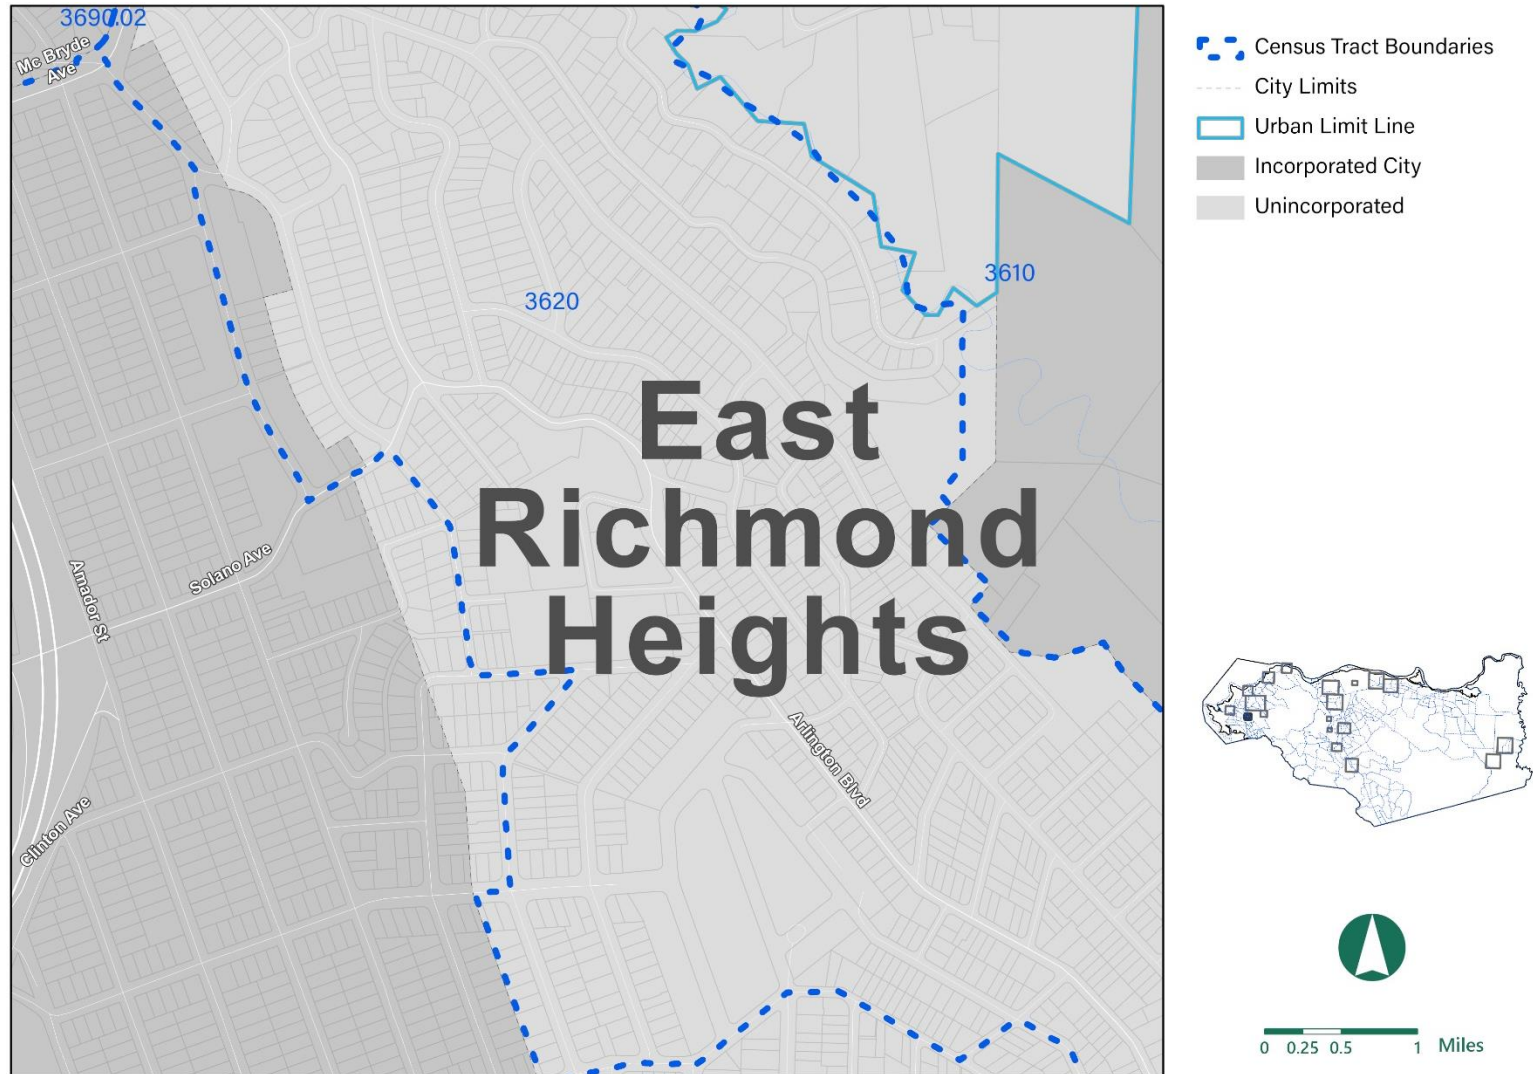 3690.02
Mc Bryde
Ave
3610
3620
East
Richmond
Heights
Solano Ave
Amador St
Arlington Blvd
Clinton Ave
Census Tract Boundaries
City Limits
Urban Limit Line
Incorporated City
Unincorporated
0 0.25 0.5 1 Miles